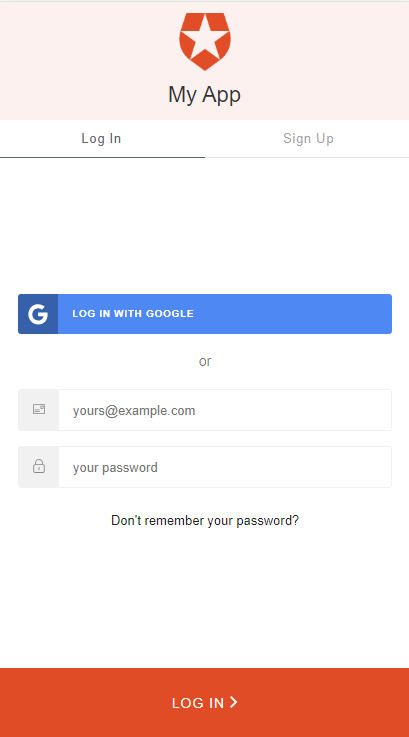 My App
Log In Sign Up
G LOG IN WITH GOOGLE
or
yours@example.com
your password
Don't remember your password?
LOG IN